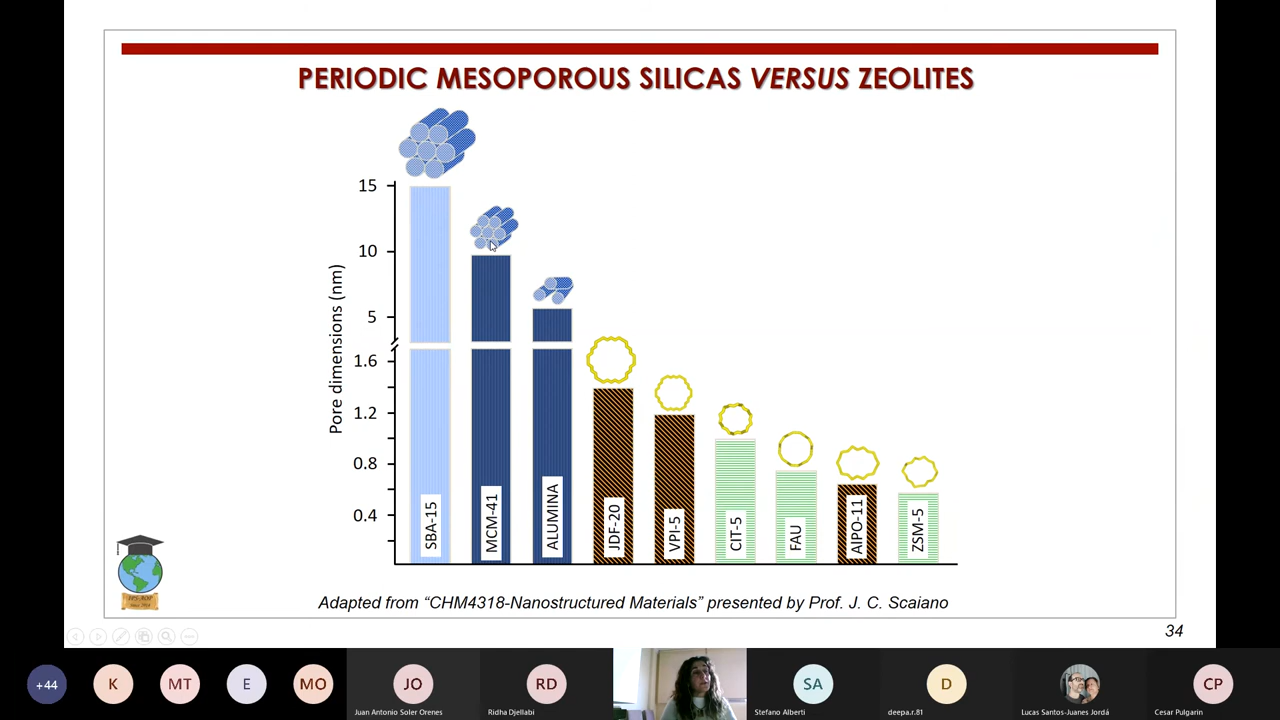 PERIODIC MESOPOROUS SILICAS VERSUS ZEOLITES
Pore dimensions (nm)
15
10
5
1.6
1.2
0.8
0.4
SBA-15
MCM-41
ALUMINA
JDF-20
VPI-5
CIT-5
FAU
AIPO-11
ZSM-5
Adapted from “CHM4318-Nanostructured Materials” presented by Prof. J. C. Scaiano
34
+44
K
MT
E
MO
JO
Juan Antonio Soler Orenes
RD
Ridha Djellabi
SA
Stefano Alberti
D
deepa.r.81
Lucas Santos-Juanes Jordá
CP
Cesar Pulgarin